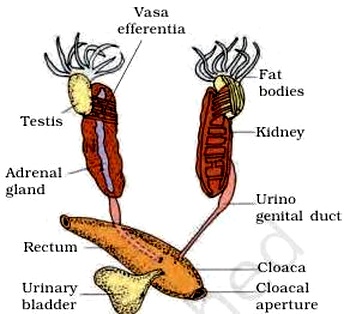 Vasa
efferentia
Fat
bodies
Testis
Kidney
Adrenal
gland
Urino
genital duct
Rectum
Cloaca
Urinary
bladder
Cloacal
aperture